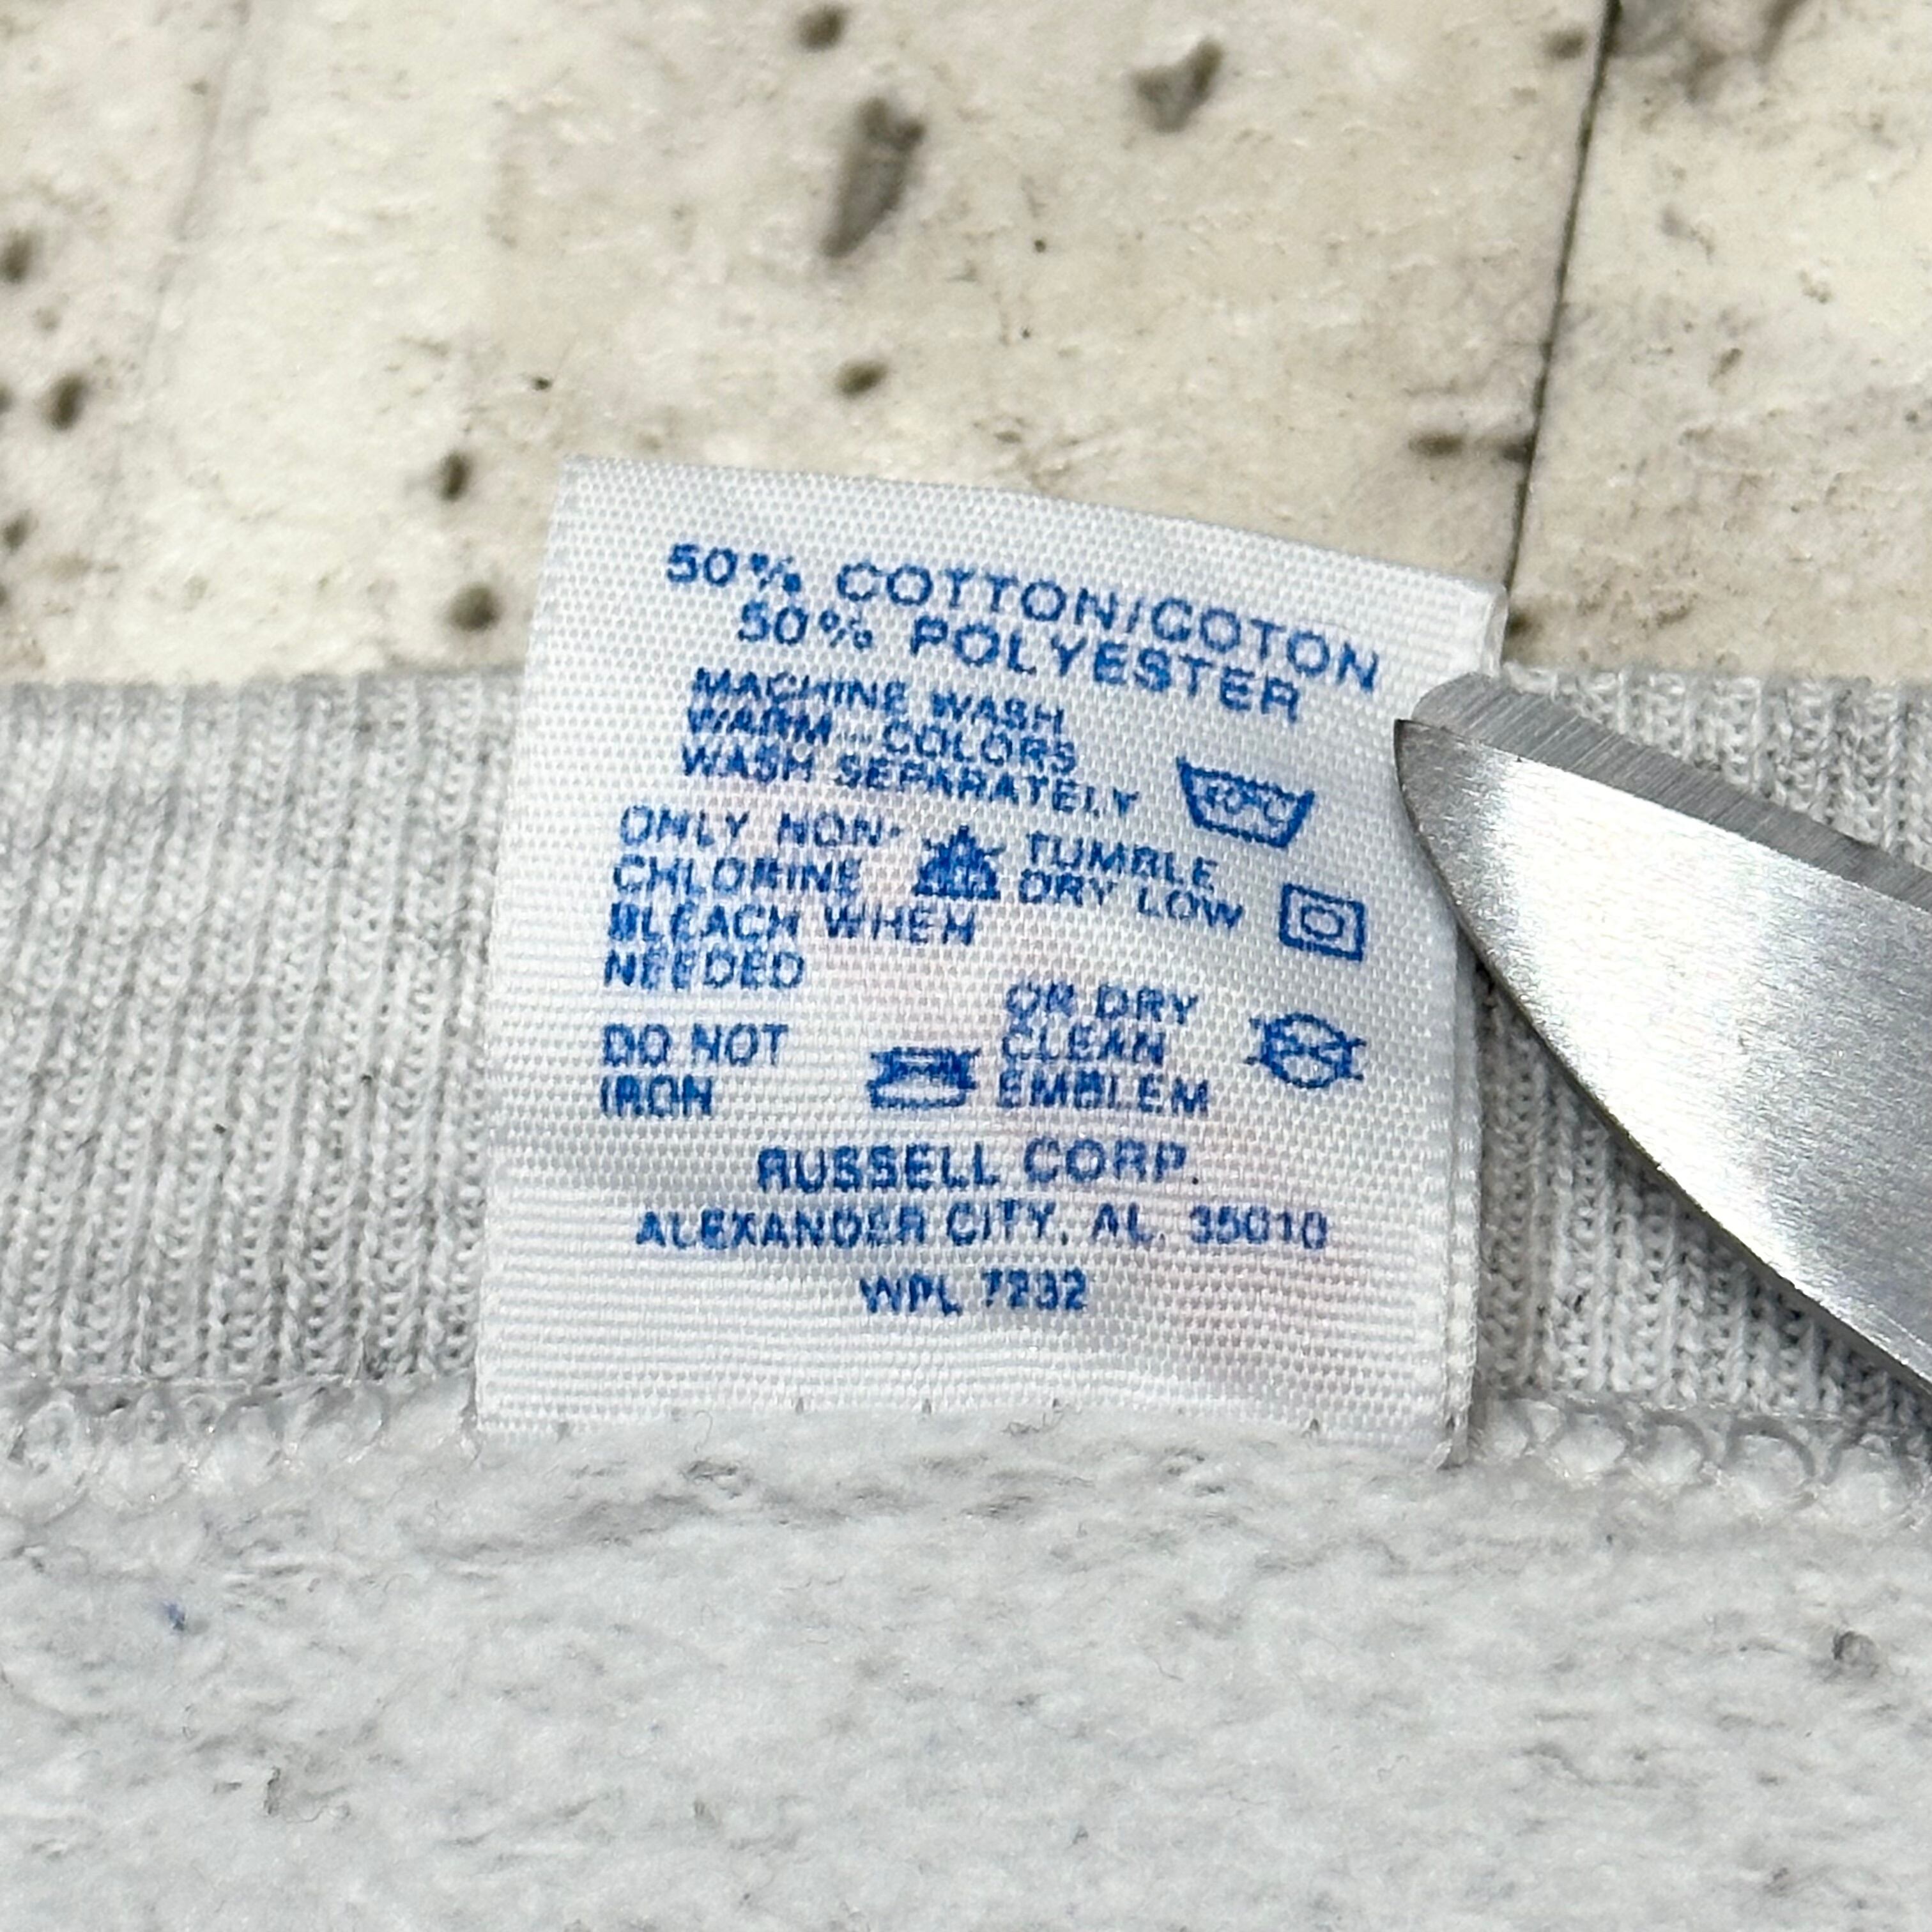 50% COTTON/COTON
50% POLYESTER
MACHINE WASH
WARM - COLORS
WASH SEPARATELY
40°C
ONLY NON-
CHLORINE
BLEACH WHEN
NEEDED
TUMBLE
DRY LOW
DO NOT
IRON
OR DRY
CLEAN
EMBLEM
RUSSELL CORP.
ALEXANDER CITY, AL. 35010
WPL 7232